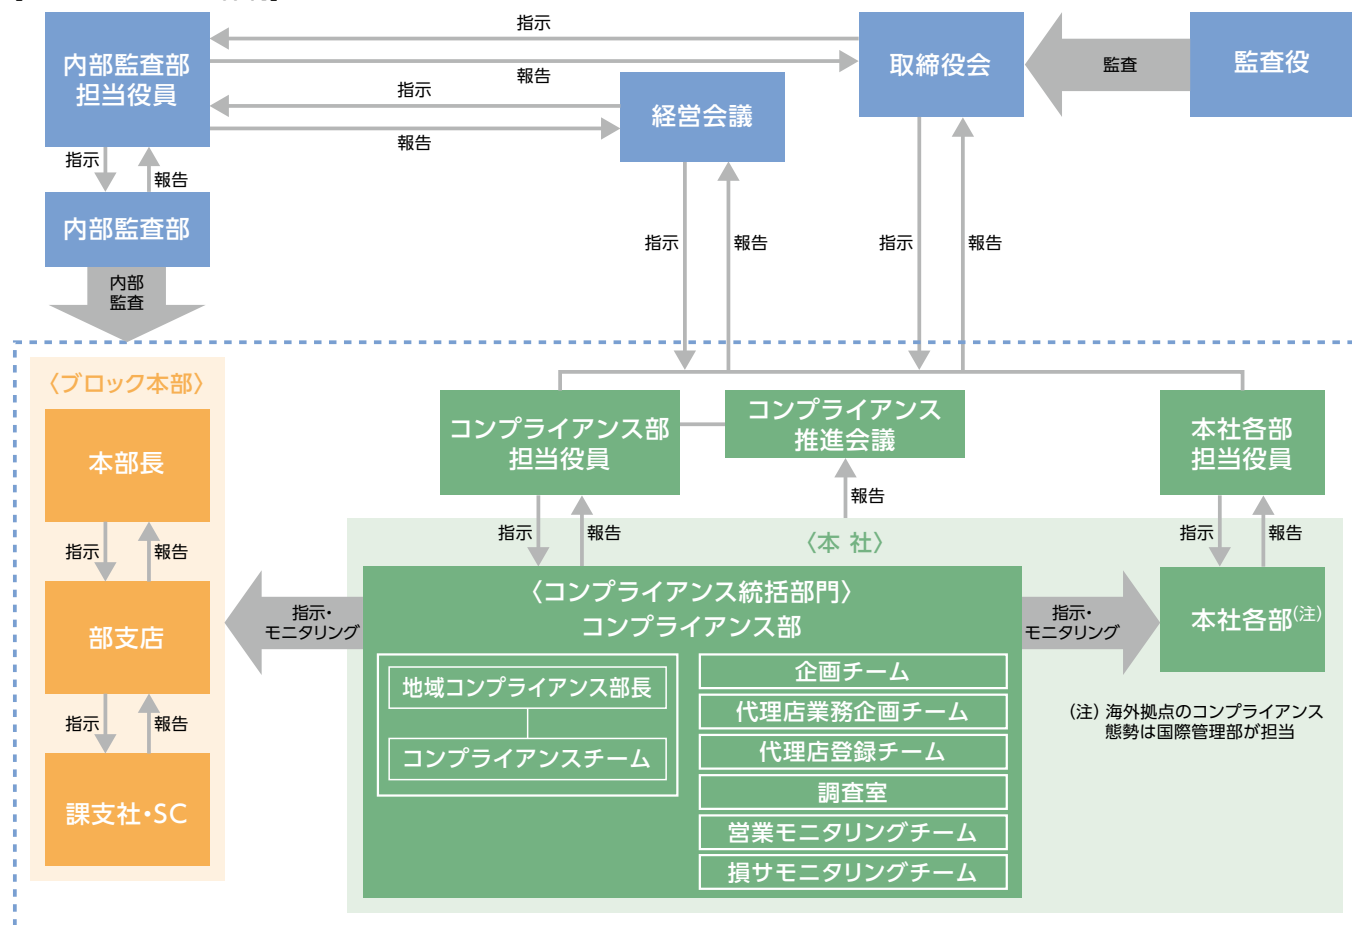 内部監査部
担当役員
指示
報告
指示
報告
経営会議
取締役会
監査
監査役
指示
報告
内部監査部
内部
監査
指示
報告
指示
報告
〈ブロック本部〉
本部長
指示
報告
部支店
指示
報告
課支社・SC
コンプライアンス部
担当役員
コンプライアンス
推進会議
本社各部
担当役員
指示
報告
報告
指示
報告
〈本 社〉
指示・
モニタリング
〈コンプライアンス統括部門〉
コンプライアンス部
地域コンプライアンス部長
コンプライアンスチーム
企画チーム
代理店業務企画チーム
代理店登録チーム
調査室
営業モニタリングチーム
損サモニタリングチーム
指示・
モニタリング
本社各部(注)
(注) 海外拠点のコンプライアンス
態勢は国際管理部が担当